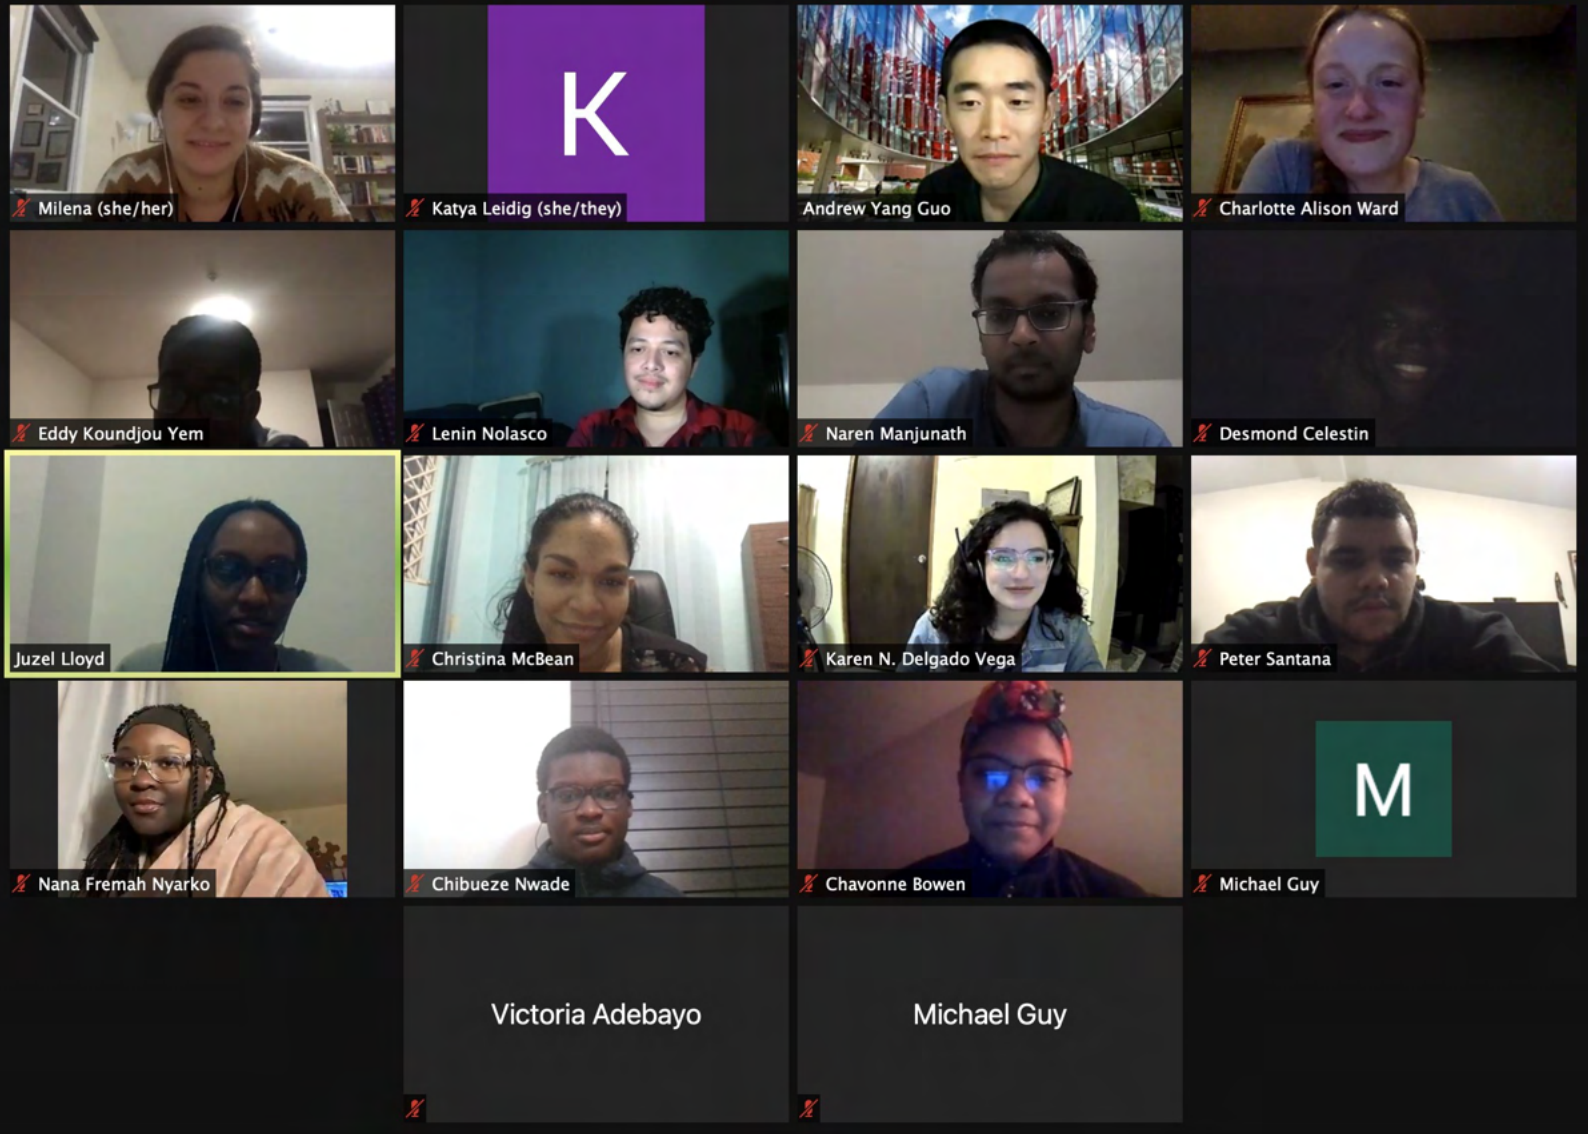 Milena (she/her)
K
Katya Leidig (she/they)
Andrew Yang Guo
Charlotte Alison Ward
Eddy Koundjou Yem
Lenin Nolasco
Naren Manjunath
Desmond Celestin
Juzel Lloyd
Christina McBean
Karen N. Delgado Vega
Peter Santana
Nana Fremah Nyarko
Chibueze Nwade
Chavonne Bowen
M
Michael Guy
Victoria Adebayo
Michael Guy